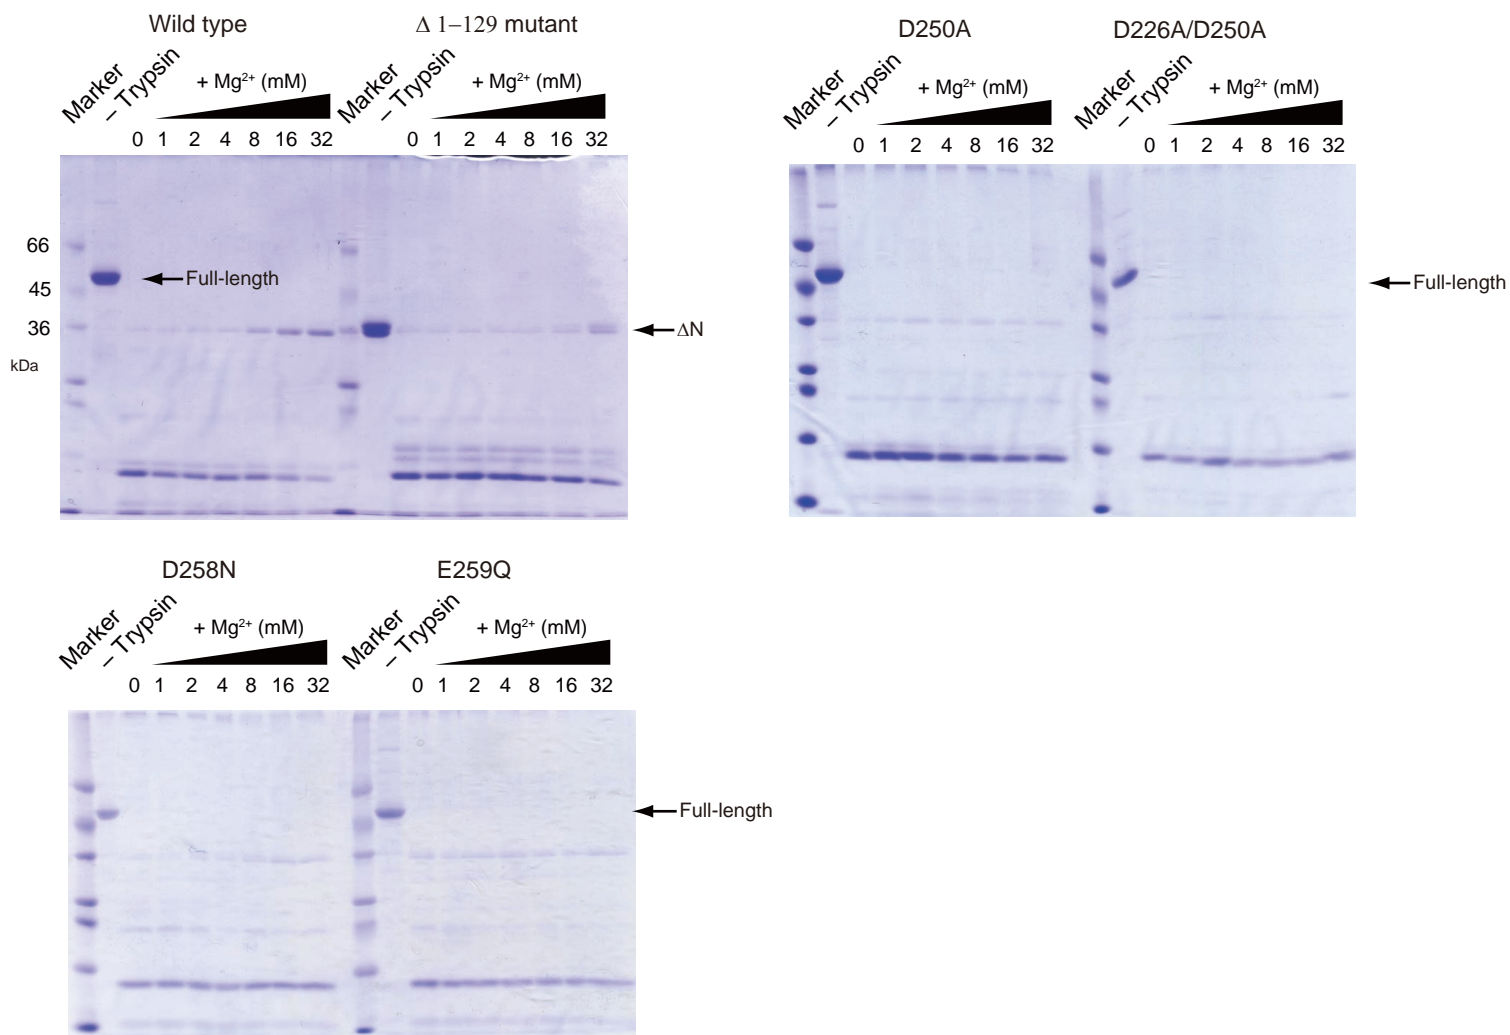 Wild type
Δ 1–129 mutant
Marker
– Trypsin
+ Mg²⁺ (mM)
Marker
– Trypsin
+ Mg²⁺ (mM)
0 1 2 4 8 16 32
0 1 2 4 8 16 32
66
45
36
kDa
Full-length
ΔN
D250A
D226A/D250A
Marker
– Trypsin
+ Mg²⁺ (mM)
Marker
– Trypsin
+ Mg²⁺ (mM)
0 1 2 4 8 16 32
0 1 2 4 8 16 32
Full-length
D258N
E259Q
Marker
– Trypsin
+ Mg²⁺ (mM)
Marker
– Trypsin
+ Mg²⁺ (mM)
0 1 2 4 8 16 32
0 1 2 4 8 16 32
Full-length